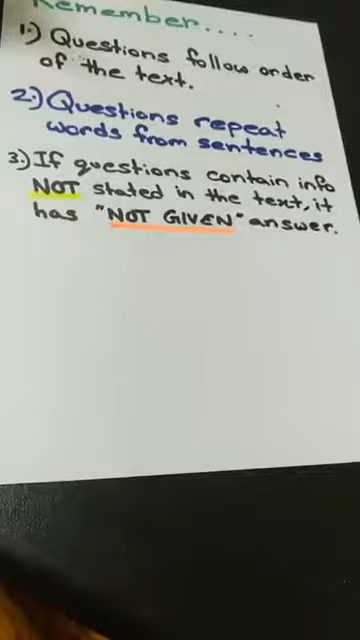 Remember....
1.) Questions follow order
of the text.
2.) Questions repeat
words from sentences
3.) If questions contain info
NOT stated in the text, it
has "NOT GIVEN" answer.